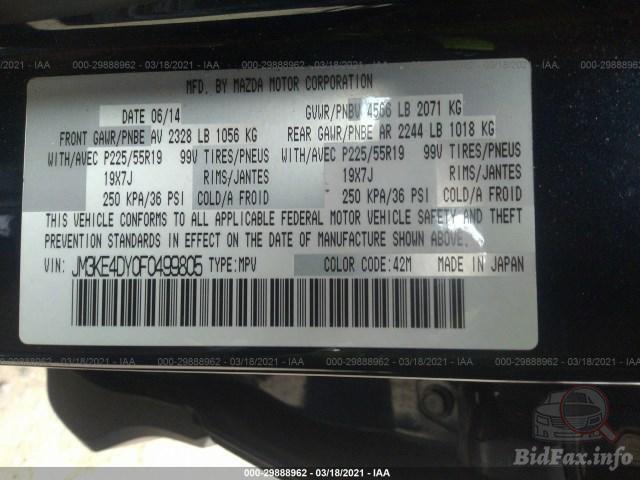 000-29888962 - 03/18/2021 - IAA
MFD. BY MAZDA MOTOR CORPORATION
DATE 06/14 GVWR/PNBV 4566 LB 2071 KG
FRONT GAWR/PNBE AV 2328 LB 1056 KG REAR GAWR/PNBE AR 2244 LB 1018 KG
WITH/AVEC P225/55R19 99V TIRES/PNEUS WITH/AVEC P225/55R19 99V TIRES/PNEUS
19X7J RIMS/JANTES 19X7J RIMS/JANTES
250 KPA/36 PSI COLD/A FROID 250 KPA/36 PSI COLD/A FROID
THIS VEHICLE CONFORMS TO ALL APPLICABLE FEDERAL MOTOR VEHICLE SAFETY AND THEFT
PREVENTION STANDARDS IN EFFECT ON THE DATE OF MANUFACTURE SHOWN ABOVE.
VIN: JM3KE4DY0F0499805 TYPE:MPV COLOR CODE:42M MADE IN JAPAN
000-29888962 - 03/18/2021 - IAA
BidFax.info
000-29888962 - 03/18/2021 - IAA